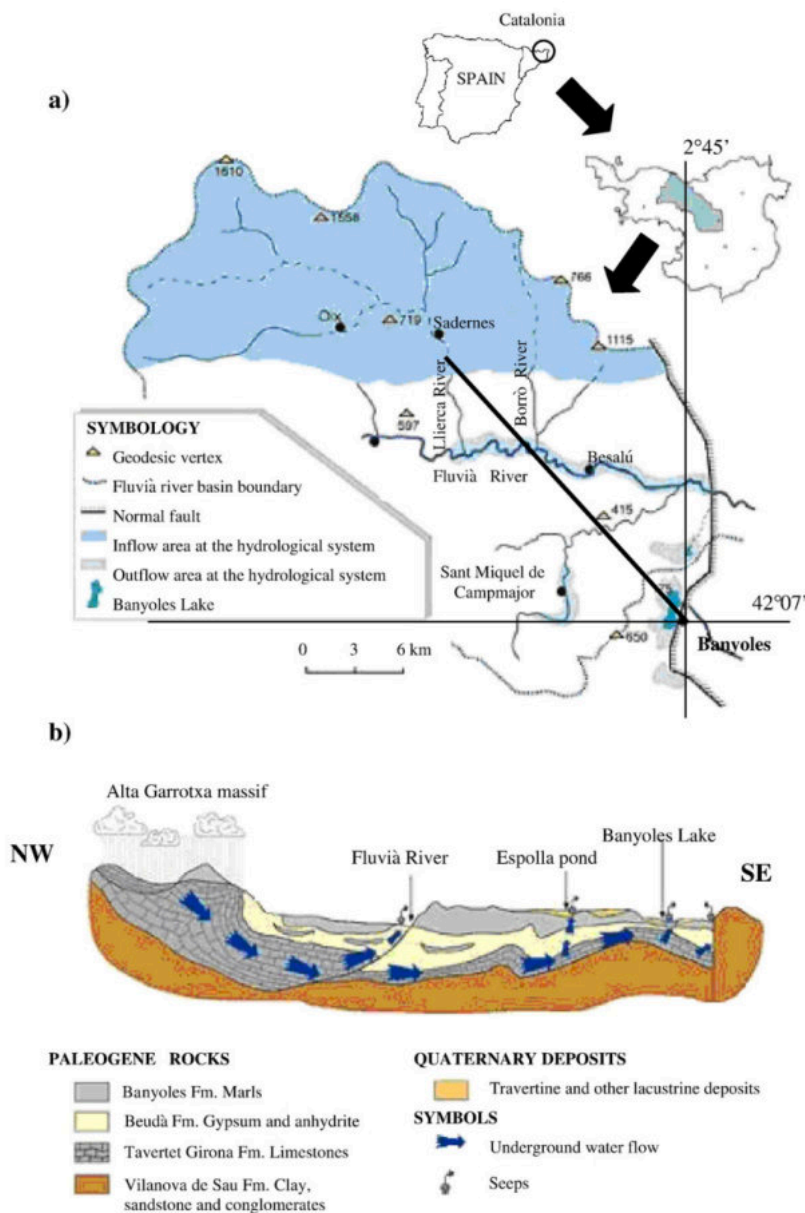 Catalonia
SPAIN
a)
2°45'
1610
1558
766
Oix
719
Sadernes
1115
Llierca River
Borrò River
597
SYMBOLOGY
Geodesic vertex
Fluvià river basin boundary
Normal fault
Inflow area at the hydrological system
Outflow area at the hydrological system
Banyoles Lake
Fluvià River
Besalú
415
Sant Miquel de
Campmajor
42°07'
650
Banyoles
0 3 6 km
b)
Alta Garrotxa massif
NW
Fluvià River
Espolla pond
Banyoles Lake
SE
PALEOGENE ROCKS
Banyoles Fm. Marls
Beudà Fm. Gypsum and anhydrite
Tavertet Girona Fm. Limestones
Vilanova de Sau Fm. Clay,
sandstone and conglomerates
QUATERNARY DEPOSITS
Travertine and other lacustrine deposits
SYMBOLS
Underground water flow
Seeps